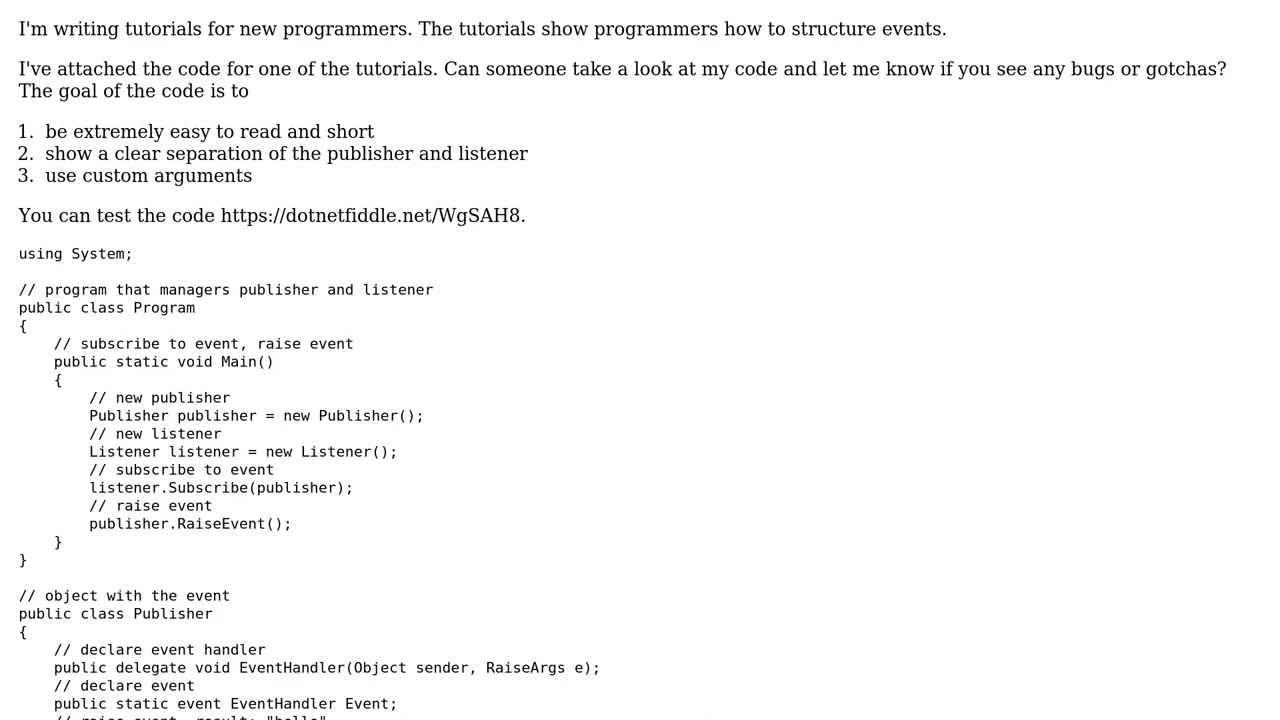 I'm writing tutorials for new programmers. The tutorials show programmers how to structure events.
I've attached the code for one of the tutorials. Can someone take a look at my code and let me know if you see any bugs or gotchas?
The goal of the code is to
1. be extremely easy to read and short
2. show a clear separation of the publisher and listener
3. use custom arguments
You can test the code https://dotnetfiddle.net/WgSAH8.
using System;
// program that managers publisher and listener
public class Program
{
    // subscribe to event, raise event
    public static void Main()
    {
        // new publisher
        Publisher publisher = new Publisher();
        // new listener
        Listener listener = new Listener();
        // subscribe to event
        listener.Subscribe(publisher);
        // raise event
        publisher.RaiseEvent();
    }
}
// object with the event
public class Publisher
{
    // declare event handler
    public delegate void EventHandler(Object sender, RaiseArgs e);
    // declare event
    public static event EventHandler Event;
    // raise event, result: "hello"